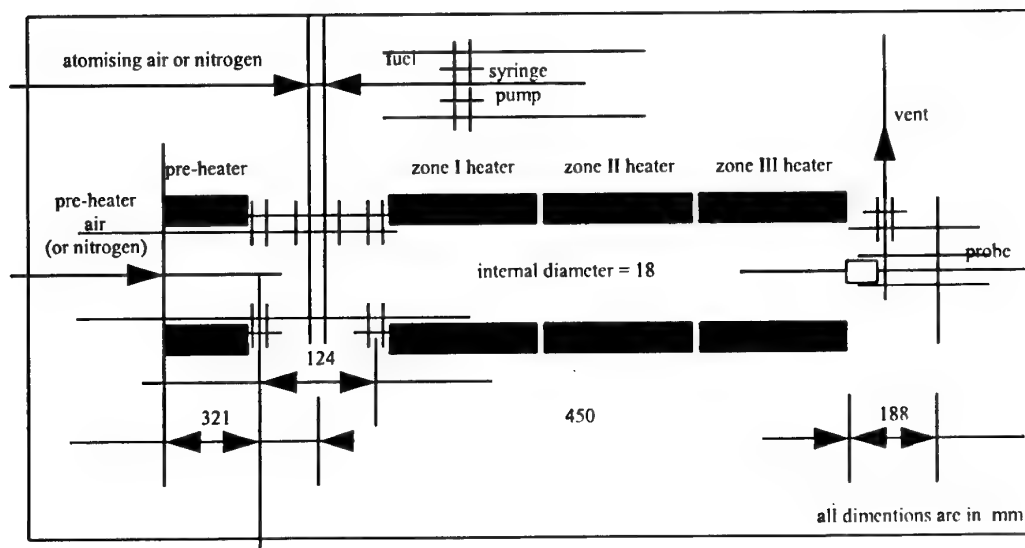 atomising air or nitrogen
fuel
syringe
pump
vent
pre-heater
zone I heater
zone II heater
zone III heater
pre-heater
air
(or nitrogen)
internal diameter = 18
probe
124
321
450
188
all dimentions are in mm